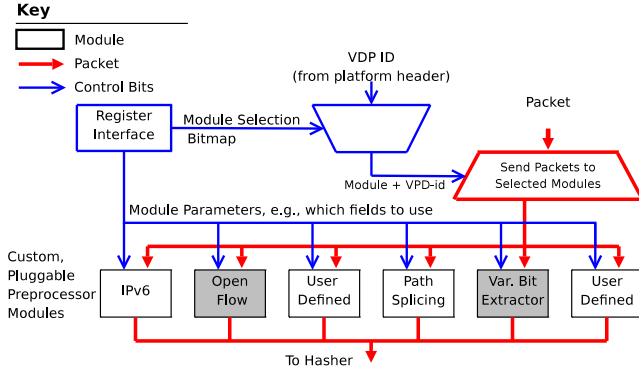 Key
Module
Packet
Control Bits
VDP ID
(from platform header)
Register
Interface
Module Selection
Bitmap
Packet
Send Packets to
Selected Modules
Module + VPD-id
Module Parameters, e.g., which fields to use
Custom,
Pluggable
Preprocessor
Modules
IPv6
Open
Flow
User
Defined
Path
Splicing
Var. Bit
Extractor
User
Defined
To Hasher